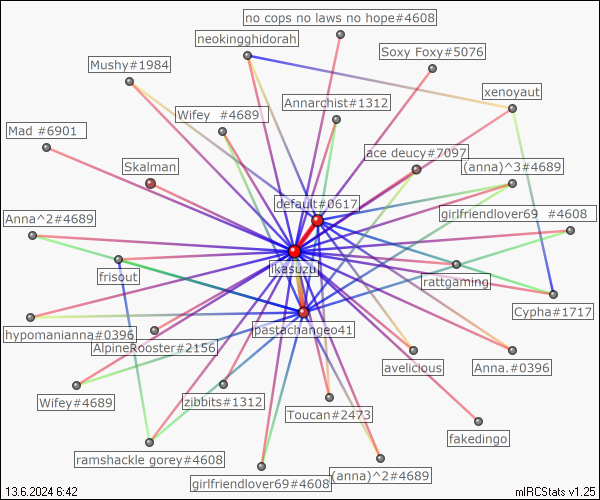 no cops no laws no hope#4608
neokingghidorah
Soxy Foxy#5076
Mushy#1984
xenoyaut
Annarchist#1312
Wifey  #4689
Mad #6901
ace deucy#7097
(anna)^3#4689
Skalman
default#0617
girlfriendlover69  #4608
Anna^2#4689
ikasuzu
rattgaming
frisout
Cypha#1717
pastachangeo41
hypomanianna#0396
AlpineRooster#2156
avelicious
Anna.#0396
Wifey#4689
zibbits#1312
Toucan#2473
fakedingo
ramshackle gorey#4608
(anna)^2#4689
girlfriendlover69#4608
13.6.2024 6:42
mIRCStats v1.25